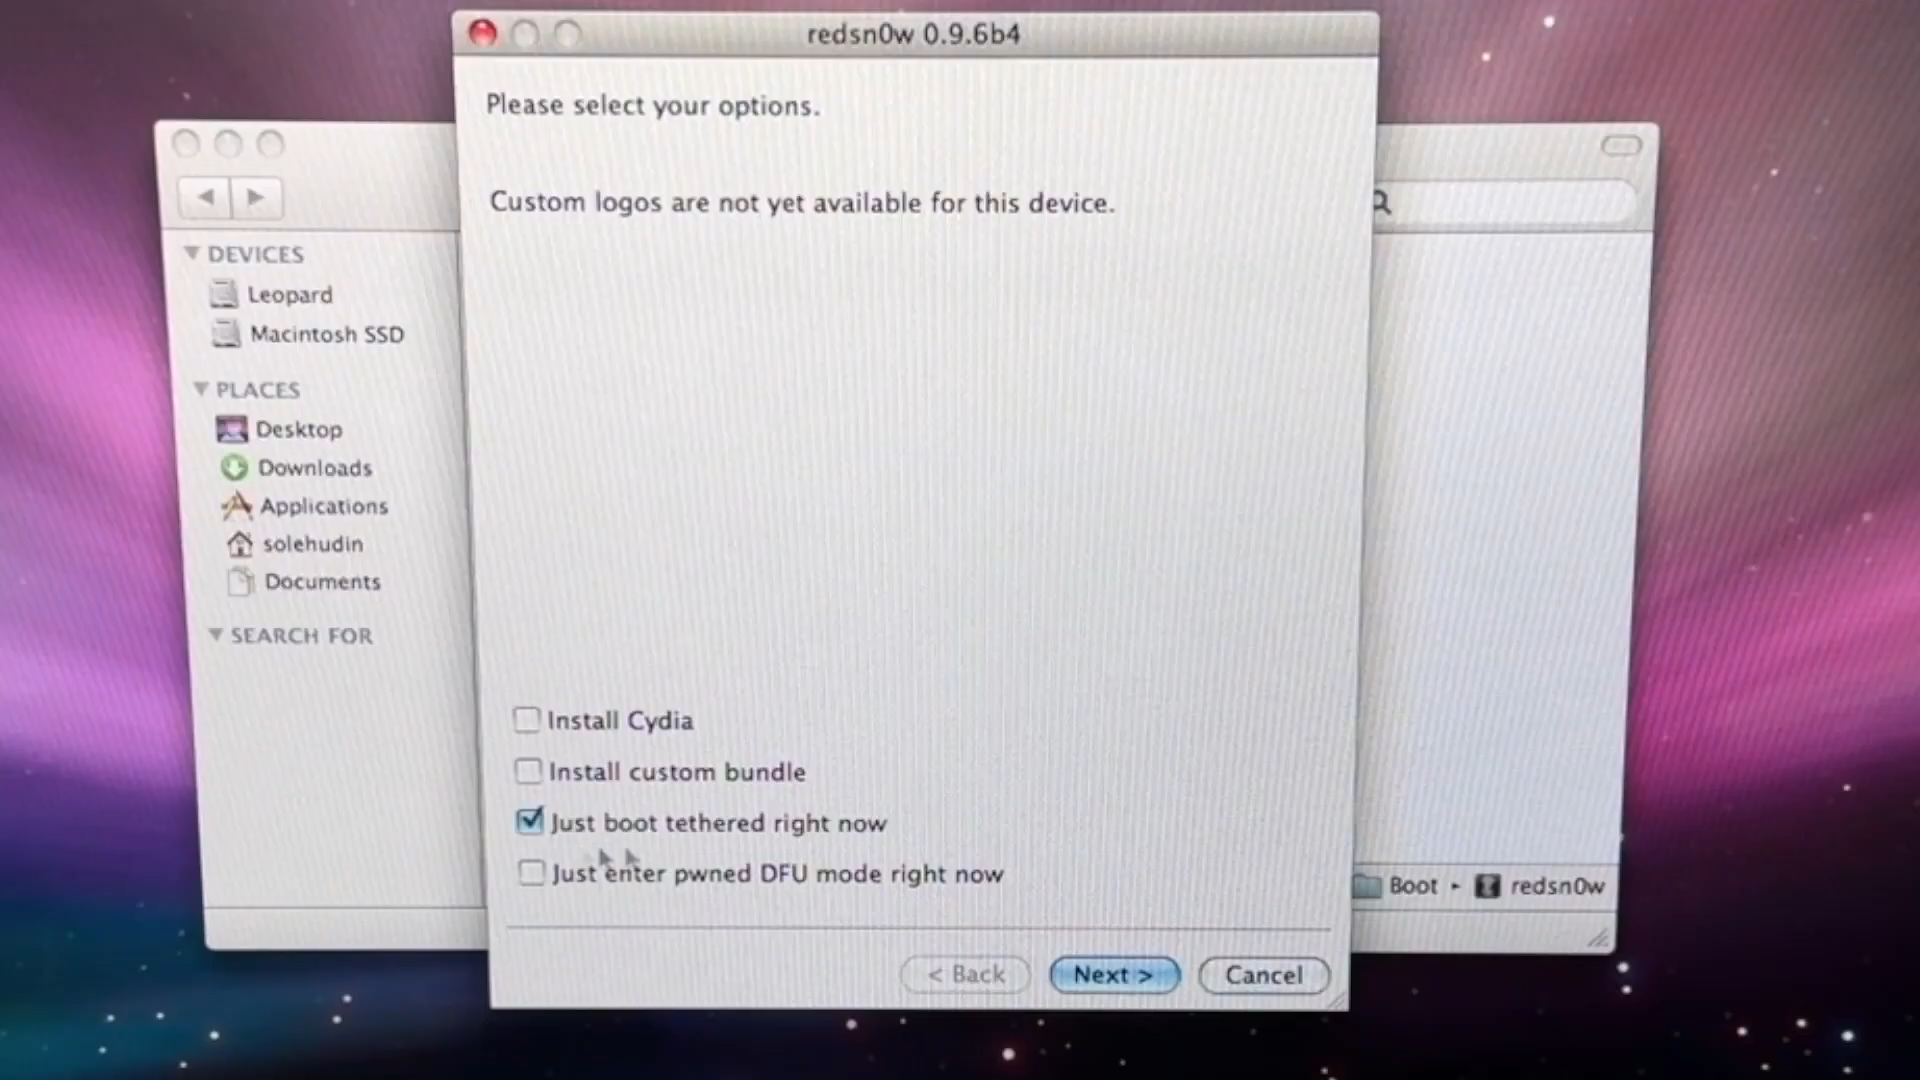 redsn0w 0.9.6b4
Please select your options.
Custom logos are not yet available for this device.
DEVICES
Leopard
Macintosh SSD
PLACES
Desktop
Downloads
Applications
solehudin
Documents
SEARCH FOR
Install Cydia
Install custom bundle
Just boot tethered right now
Just enter pwned DFU mode right now
Boot ▸ redsn0w
< Back
Next >
Cancel